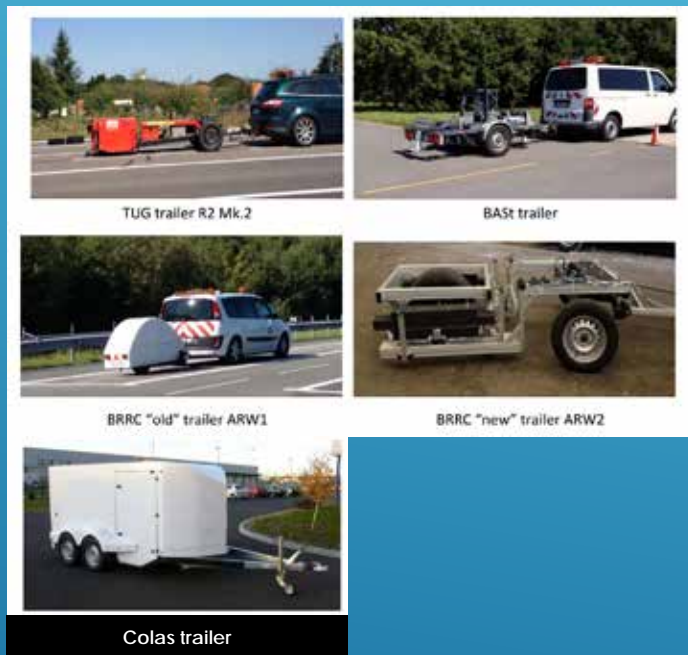 TUG trailer R2 Mk.2
BASt trailer
BRRC "old" trailer ARW1
BRRC "new" trailer ARW2
Colas trailer